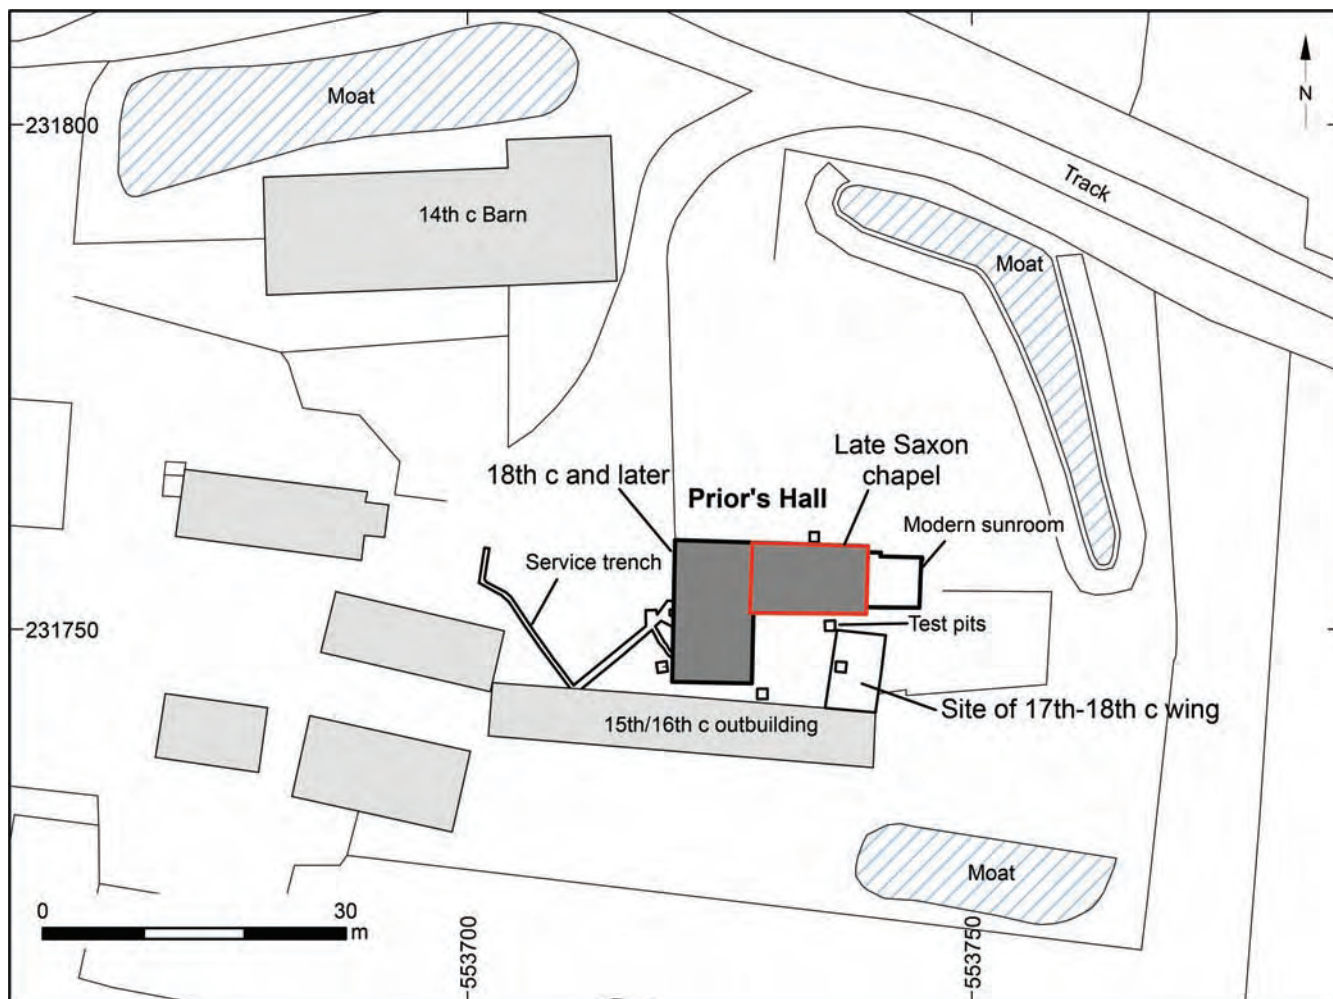 Moat
N
231800
Track
14th c Barn
Moat
Late Saxon
chapel
18th c and later
Prior's Hall
Modern sunroom
Service trench
Test pits
231750
Site of 17th-18th c wing
15th/16th c outbuilding
Moat
0 30
m
553700
553750